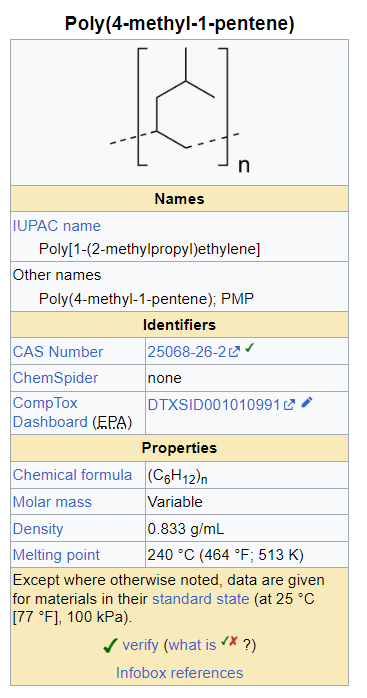 Poly(4-methyl-1-pentene)
n
Names
IUPAC name
Poly[1-(2-methylpropyl)ethylene]
Other names
Poly(4-methyl-1-pentene); PMP
Identifiers
CAS Number 25068-26-2 ✓
ChemSpider none
CompTox DTXSID001010991
Dashboard (EPA)
Properties
Chemical formula (C6H12)n
Molar mass Variable
Density 0.833 g/mL
Melting point 240 °C (464 °F; 513 K)
Except where otherwise noted, data are given
for materials in their standard state (at 25 °C
[77 °F], 100 kPa).
✓ verify (what is ✓✗ ?)
Infobox references